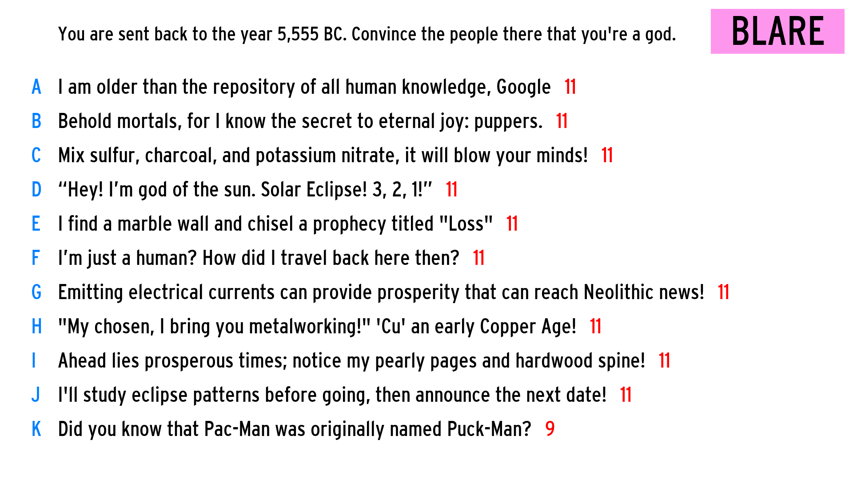 You are sent back to the year 5,555 BC. Convince the people there that you're a god.
BLARE
A I am older than the repository of all human knowledge, Google 11
B Behold mortals, for I know the secret to eternal joy: puppers. 11
C Mix sulfur, charcoal, and potassium nitrate, it will blow your minds! 11
D “Hey! I’m god of the sun. Solar Eclipse! 3, 2, 1!” 11
E I find a marble wall and chisel a prophecy titled "Loss" 11
F I’m just a human? How did I travel back here then? 11
G Emitting electrical currents can provide prosperity that can reach Neolithic news! 11
H "My chosen, I bring you metalworking!" 'Cu' an early Copper Age! 11
I Ahead lies prosperous times; notice my pearly pages and hardwood spine! 11
J I'll study eclipse patterns before going, then announce the next date! 11
K Did you know that Pac-Man was originally named Puck-Man? 9